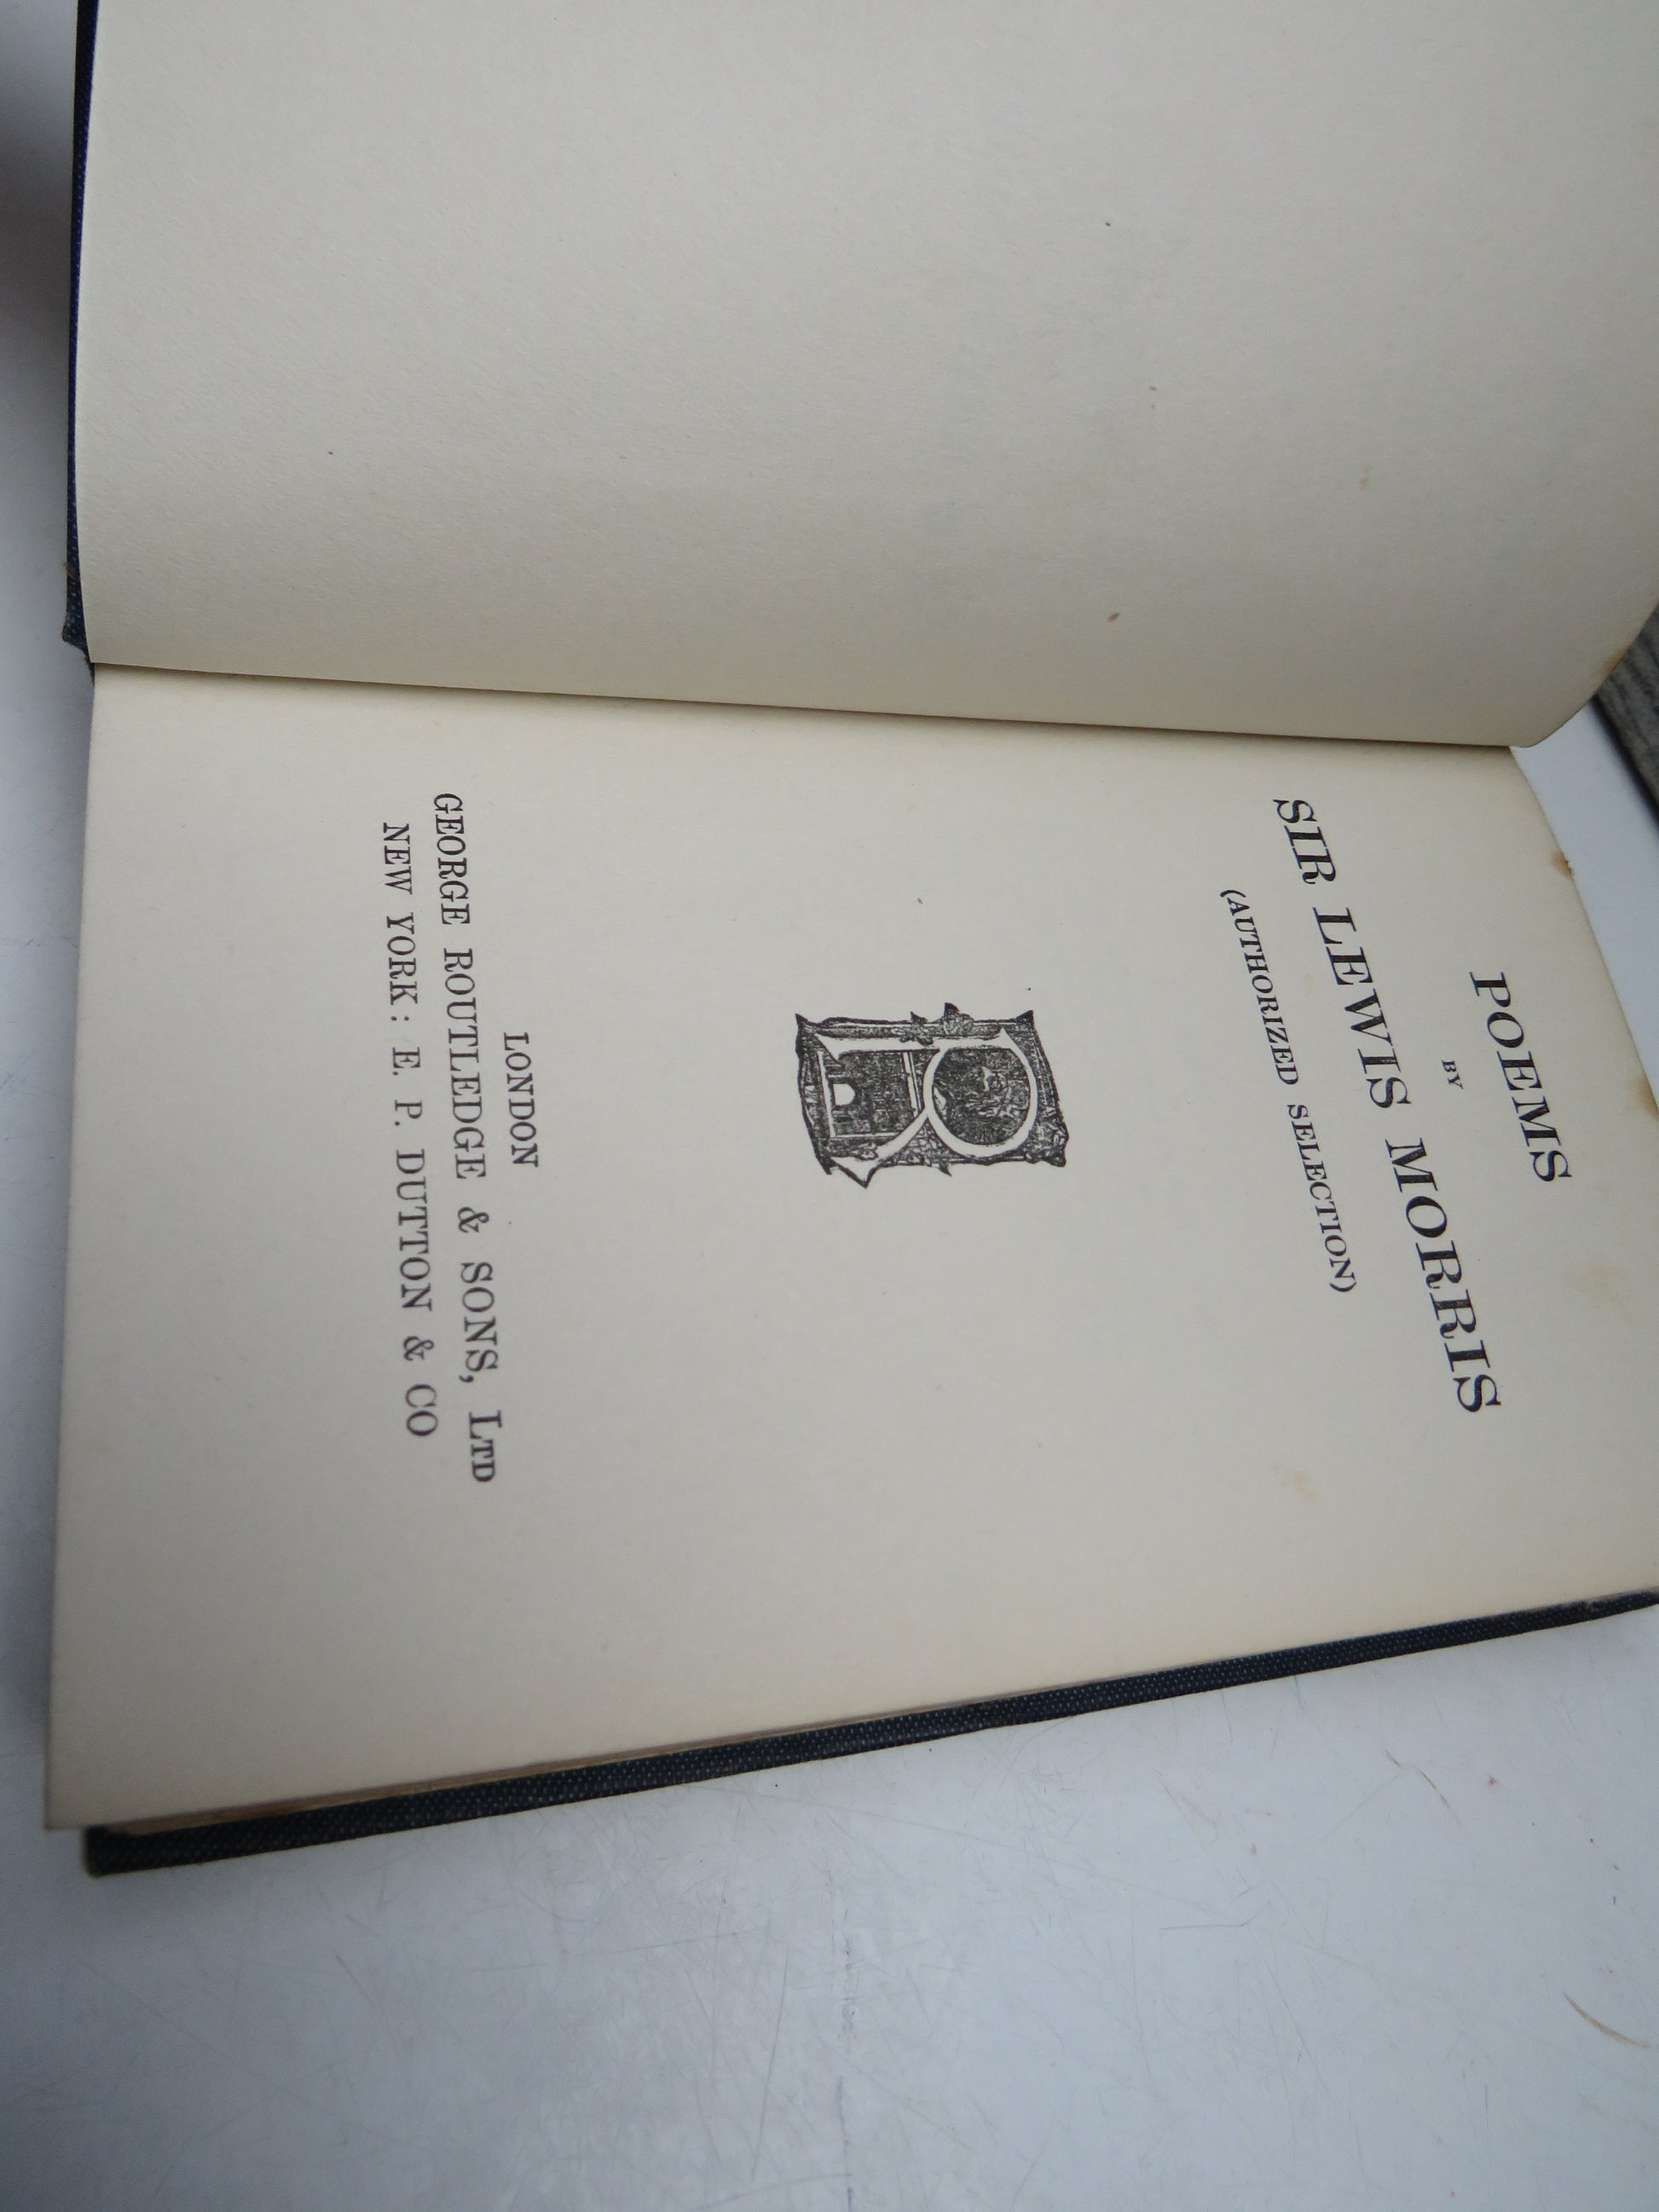 POEMS
BY
SIR LEWIS MORRIS
(AUTHORIZED SELECTION)
R
LONDON
GEORGE ROUTLEDGE & SONS, LTD
NEW YORK: E. P. DUTTON & CO